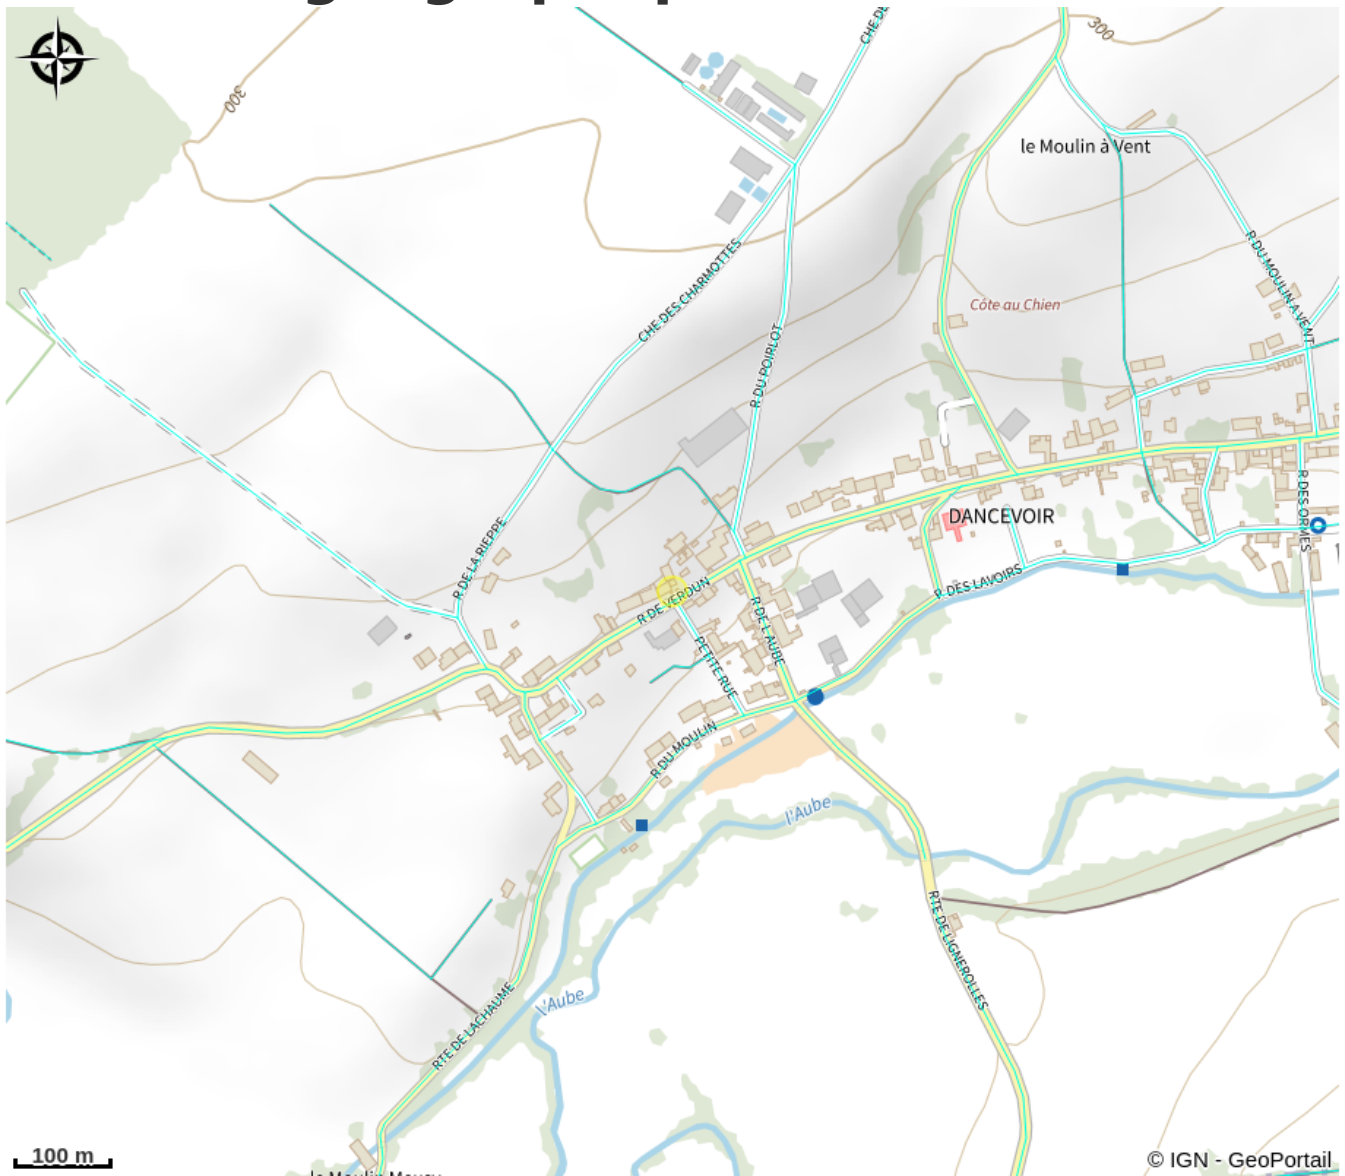 300
300
le Moulin à Vent
R DU MOULIN A VENT
CHE DES CHARMOTTES
Côte au Chien
R DU POIRLOT
R DE LA RIEPPE
DANCEVOIR
R DES ORMES
R DES LAVOIRS
R DE VERDUN
R DE L'AUBE
PETITE RUE
R DU MOULIN
l'Aube
RTE DE LIGNEROLLES
l'Aube
RTE DE LACHAUME
100 m
© IGN - GeoPortail